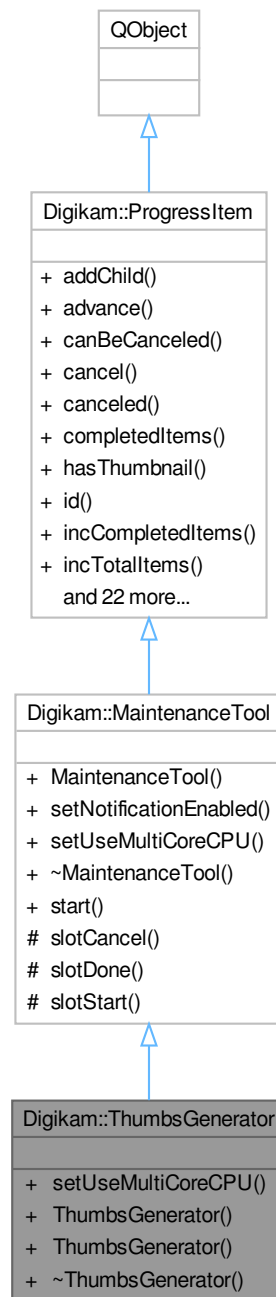 QObject
Digikam::ProgressItem
+ addChild()
+ advance()
+ canBeCanceled()
+ cancel()
+ canceled()
+ completedItems()
+ hasThumbnail()
+ id()
+ incCompletedItems()
+ incTotalItems()
and 22 more...
Digikam::MaintenanceTool
+ MaintenanceTool()
+ setNotificationEnabled()
+ setUseMultiCoreCPU()
+ ~MaintenanceTool()
+ start()
# slotCancel()
# slotDone()
# slotStart()
Digikam::ThumbsGenerator
+ setUseMultiCoreCPU()
+ ThumbsGenerator()
+ ThumbsGenerator()
+ ~ThumbsGenerator()